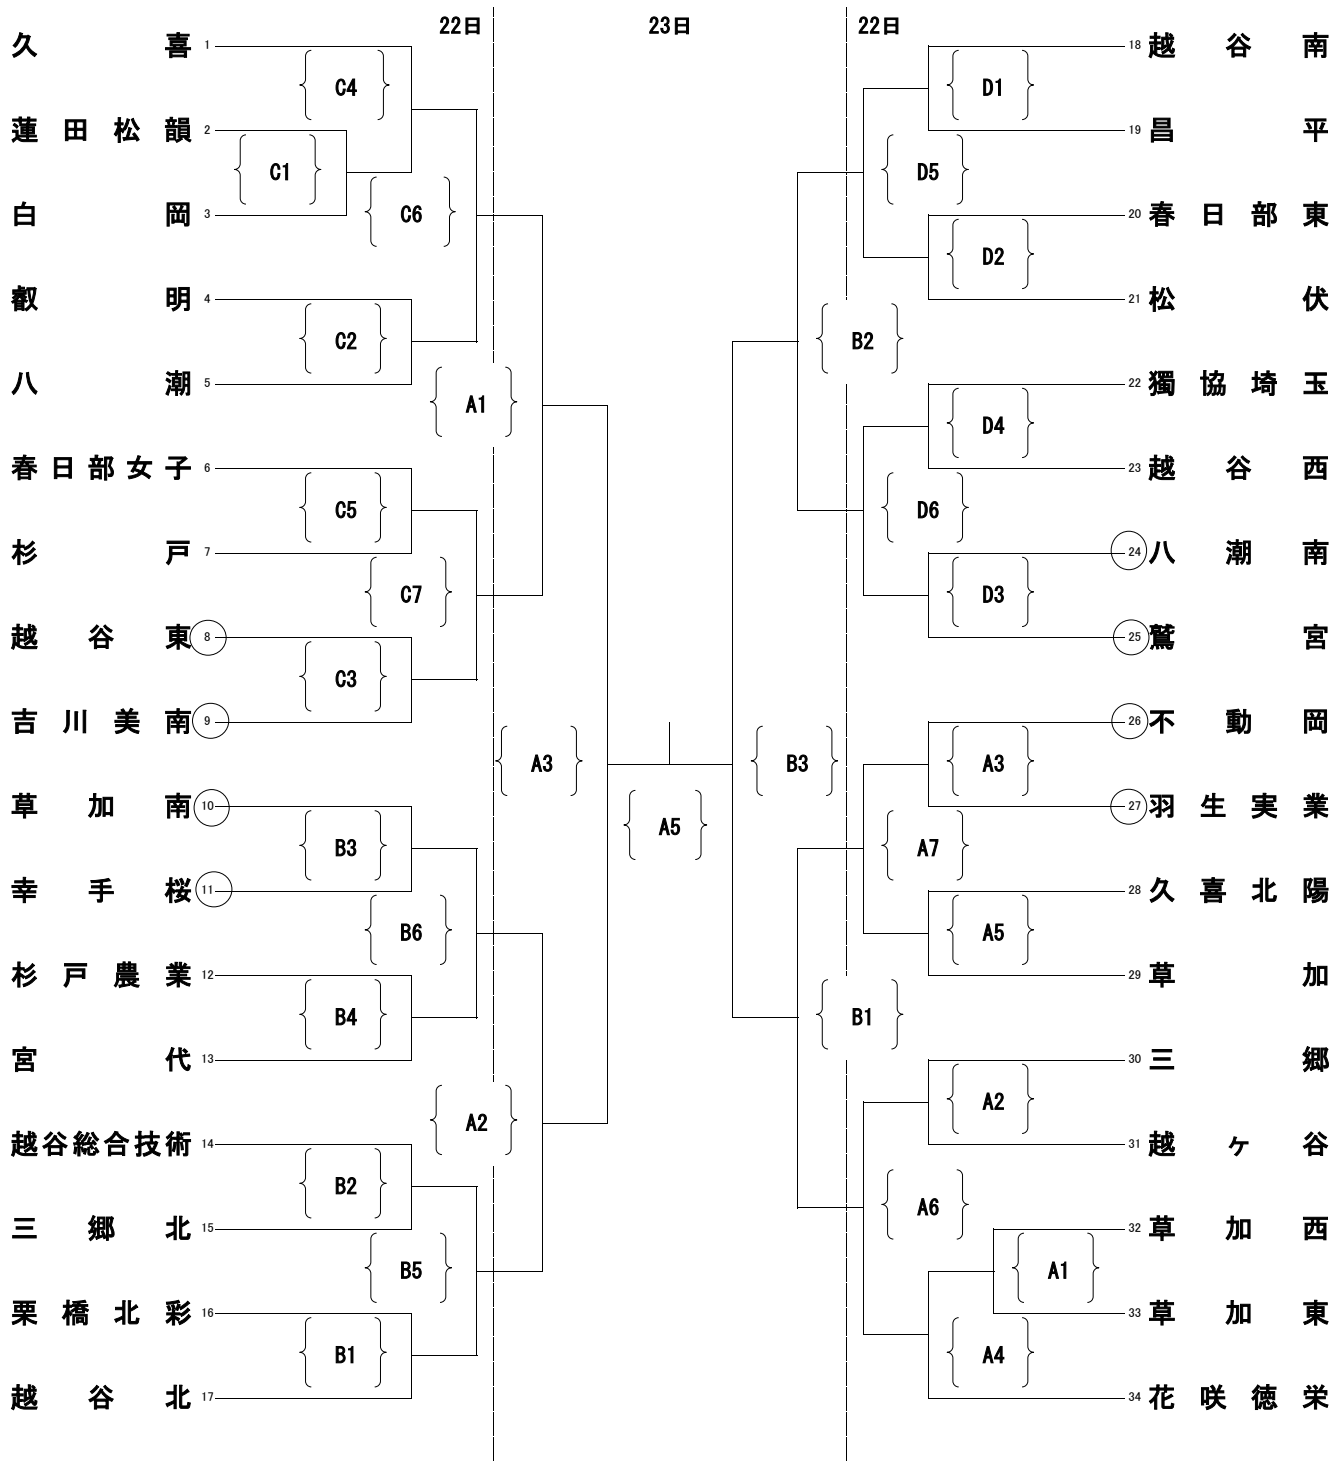 22日 23日 22日
久喜 1
C4
蓮田松韻 2
C1
白岡 3
C6
叡明 4
C2
八潮 5
A1
春日部女子 6
C5
杉戸 7
C7
越谷東 8
C3
吉川美南 9
A3
草加南 10
B3
幸手桜 11
B6
杉戸農業 12
B4
宮代 13
A2
越谷総合技術 14
B2
三郷北 15
B5
栗橋北彩 16
B1
越谷北 17
A5
B3
18 越谷南
D1
19 昌平
D5
20 春日部東
D2
21 松伏
B2
22 獨協埼玉
D4
23 越谷西
D6
24 八潮南
D3
25 鷲宮
26 不動岡
A3
27 羽生実業
A7
28 久喜北陽
A5
29 草加
B1
30 三郷
A2
31 越ヶ谷
A6
32 草加西
A1
33 草加東
A4
34 花咲徳栄